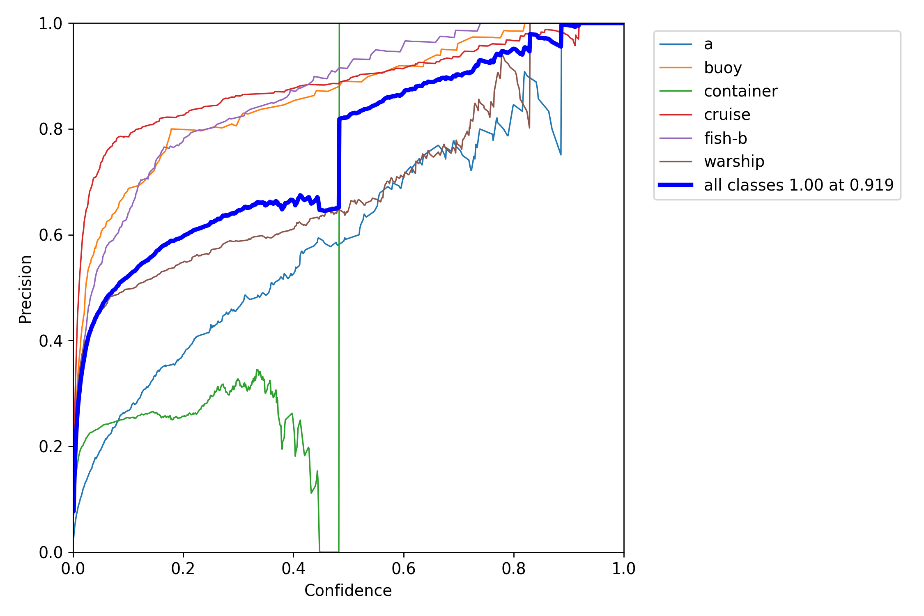 1.0
0.8
0.6
0.4
0.2
0.0
Precision
0.0 0.2 0.4 0.6 0.8 1.0
Confidence
a
buoy
container
cruise
fish-b
warship
all classes 1.00 at 0.919